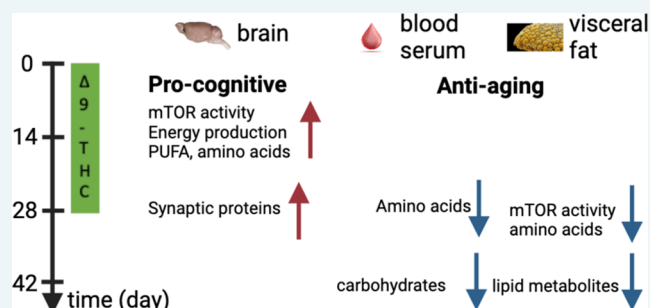 brain
blood
serum
visceral
fat
0
Δ
9
-
T
H
C
Pro-cognitive
Anti-aging
mTOR activity
Energy production
PUFA, amino acids
14
Synaptic proteins
Amino acids
mTOR activity
amino acids
28
carbohydrates
lipid metabolites
42
time (day)